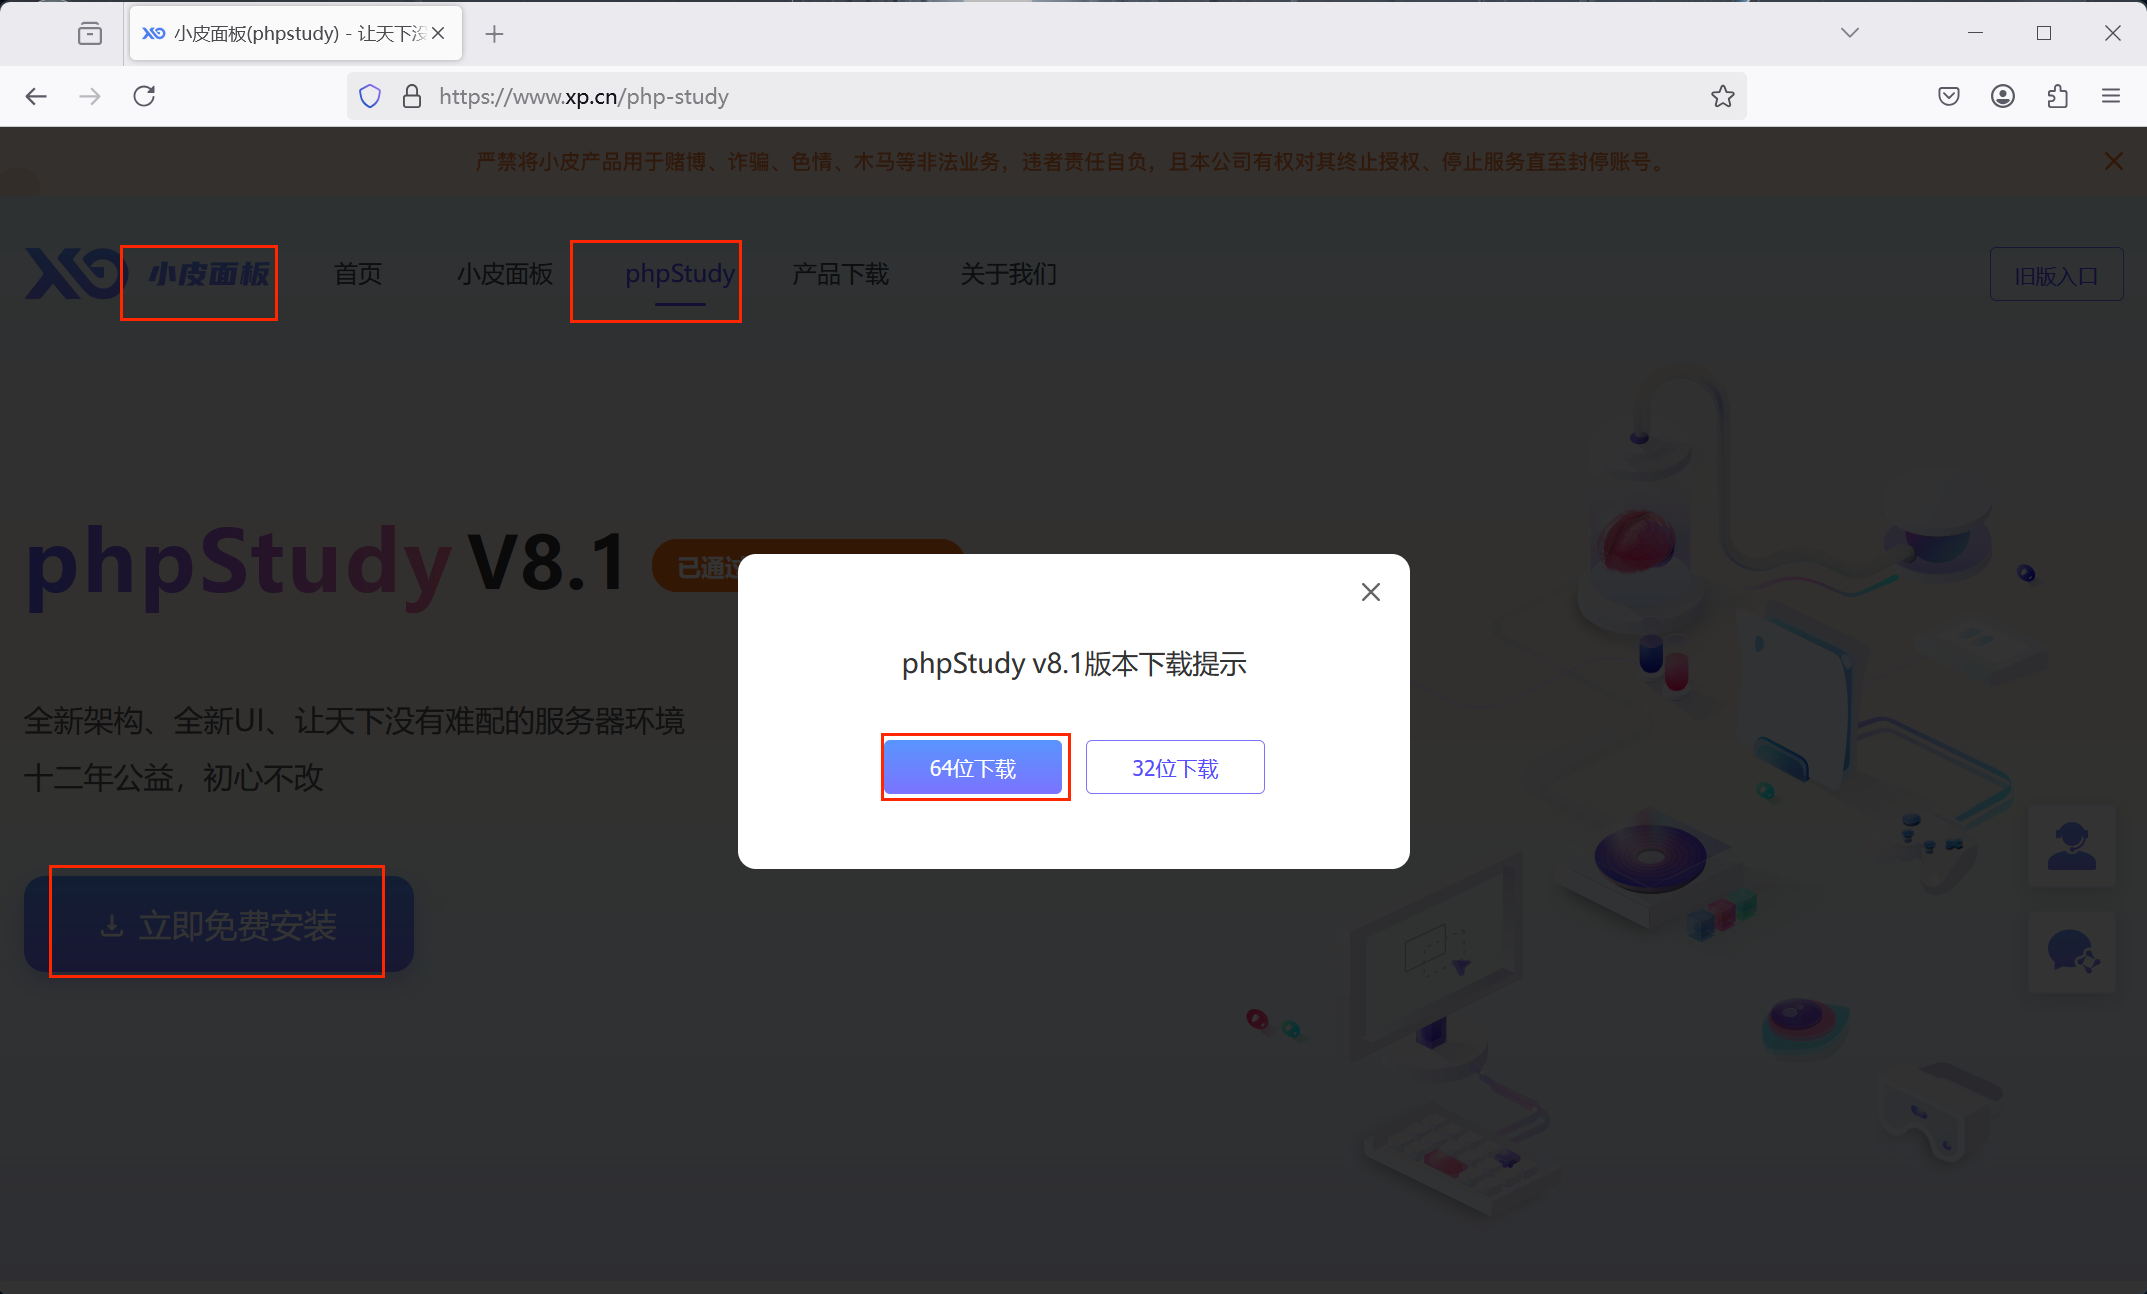 小皮面板(phpstudy) - 让天下没
https://www.xp.cn/php-study
严禁将小皮产品用于赌博、诈骗、色情、木马等非法业务，违者责任自负，且本公司有权对其终止授权、停止服务直至封停账号。
小皮面板 首页 小皮面板 phpStudy 产品下载 关于我们 旧版入口
phpStudy V8.1 已通过
phpStudy v8.1版本下载提示
全新架构、全新UI、让天下没有难配的服务器环境
64位下载 32位下载
十二年公益，初心不改
立即免费安装